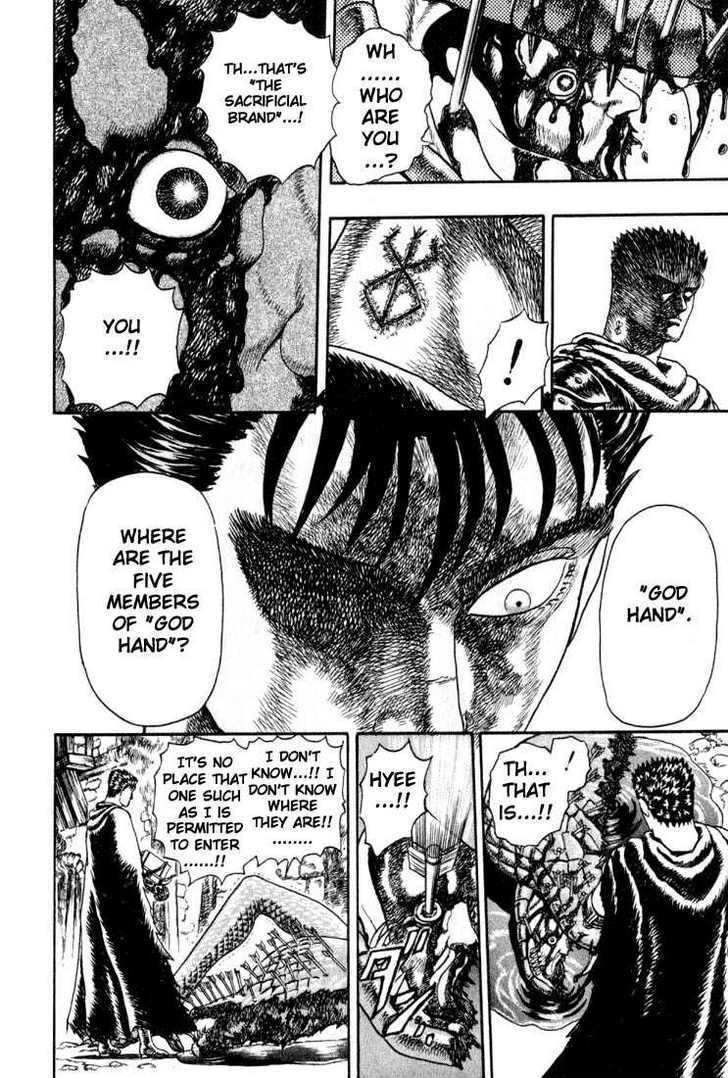 WH
......
WHO
ARE
YOU
...?
TH...THAT'S
"THE
SACRIFICIAL
BRAND"...!
!
YOU
...!!
"GOD
HAND".
WHERE
ARE THE
FIVE
MEMBERS
OF "GOD
HAND"?
!
TH...
THAT
IS...!!
HYEE
...!!
ダン
I DON'T
KNOW...!! I
DON'T KNOW
WHERE
THEY ARE!!
........
IT'S NO
PLACE THAT
ONE SUCH
AS I IS
PERMITTED
TO ENTER
......!!